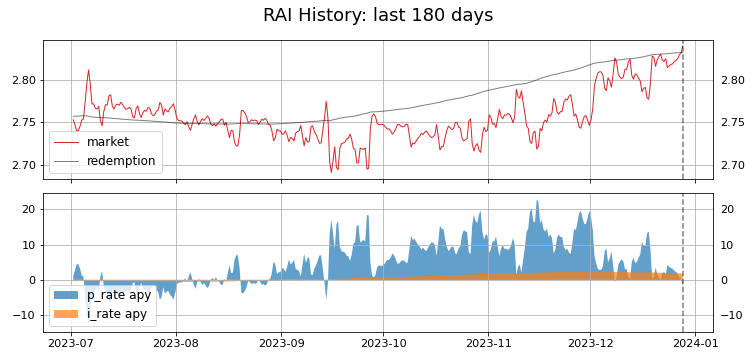 RAI History: last 180 days
2.80 2.80
2.75 2.75
2.70 2.70
market
redemption
20 20
10 10
0 0
−10 −10
p_rate apy
i_rate apy
2023-07 2023-08 2023-09 2023-10 2023-11 2023-12 2024-01